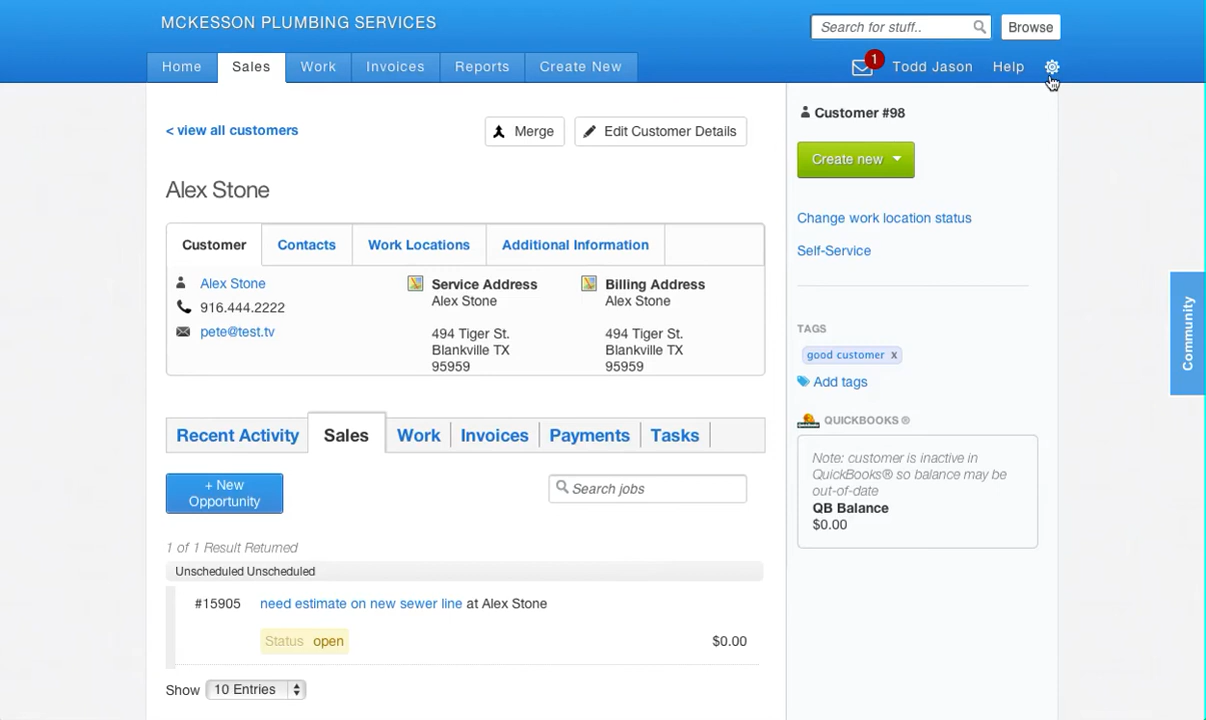 MCKESSON PLUMBING SERVICES
Search for stuff..
Browse
Home
Sales
Work
Invoices
Reports
Create New
1
Todd Jason
Help
< view all customers
Merge
Edit Customer Details
Customer #98
Create new
Alex Stone
Change work location status
Self-Service
Customer
Contacts
Work Locations
Additional Information
Alex Stone
916.444.2222
pete@test.tv
Service Address
Alex Stone
494 Tiger St.
Blankville TX
95959
Billing Address
Alex Stone
494 Tiger St.
Blankville TX
95959
TAGS
good customer x
Add tags
QUICKBOOKS ®
Note: customer is inactive in
QuickBooks® so balance may be
out-of-date
QB Balance
$0.00
Community
Recent Activity
Sales
Work
Invoices
Payments
Tasks
+ New
Opportunity
Search jobs
1 of 1 Result Returned
Unscheduled Unscheduled
#15905
need estimate on new sewer line at Alex Stone
Status open
$0.00
Show 10 Entries